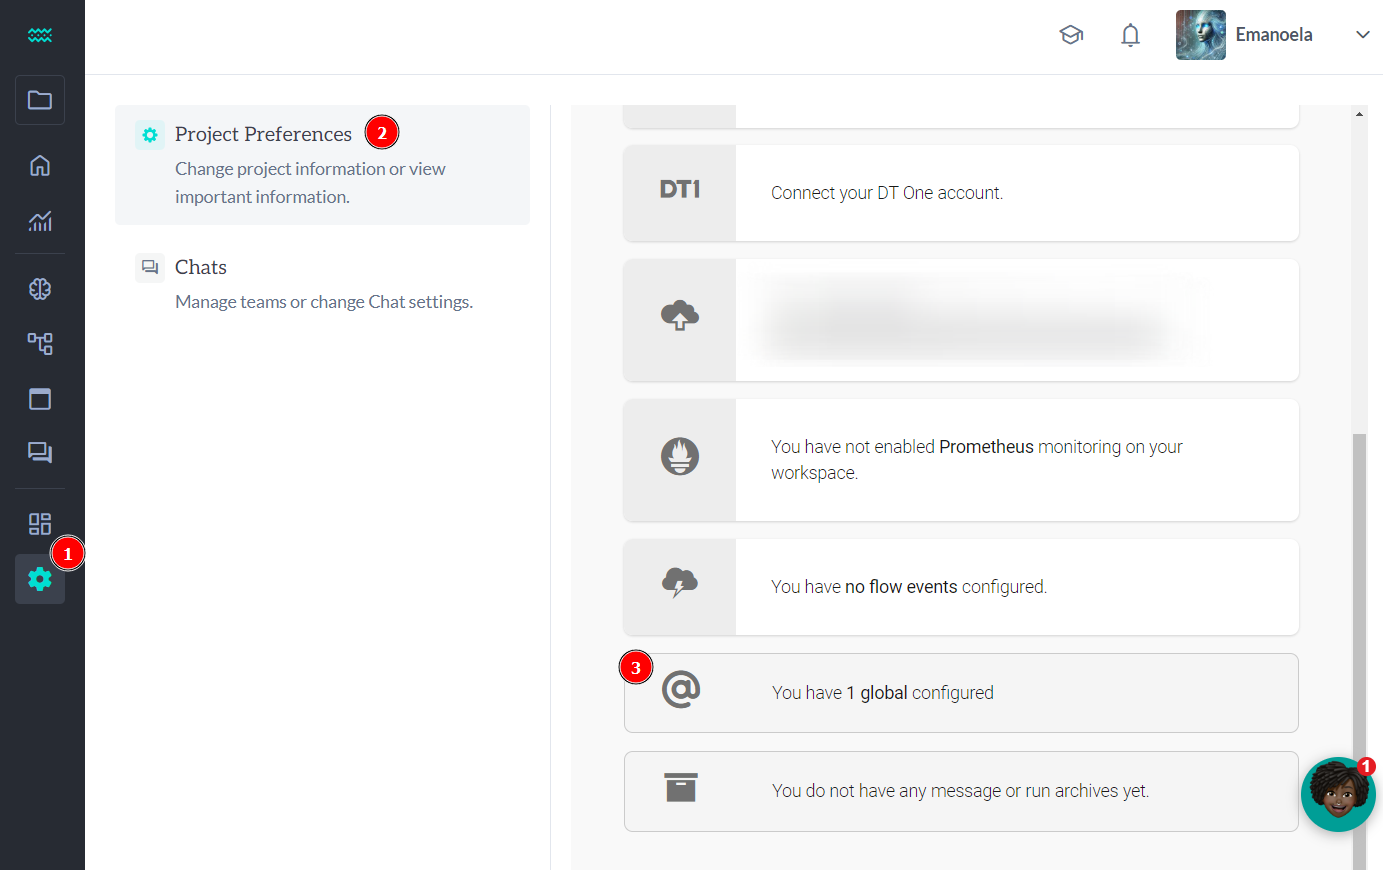 Emanoela
Project Preferences
2
Change project information or view
important information.
Chats
Manage teams or change Chat settings.
1
DT1
Connect your DT One account.
You have not enabled Prometheus monitoring on your
workspace.
You have no flow events configured.
3
You have 1 global configured
You do not have any message or run archives yet.
1